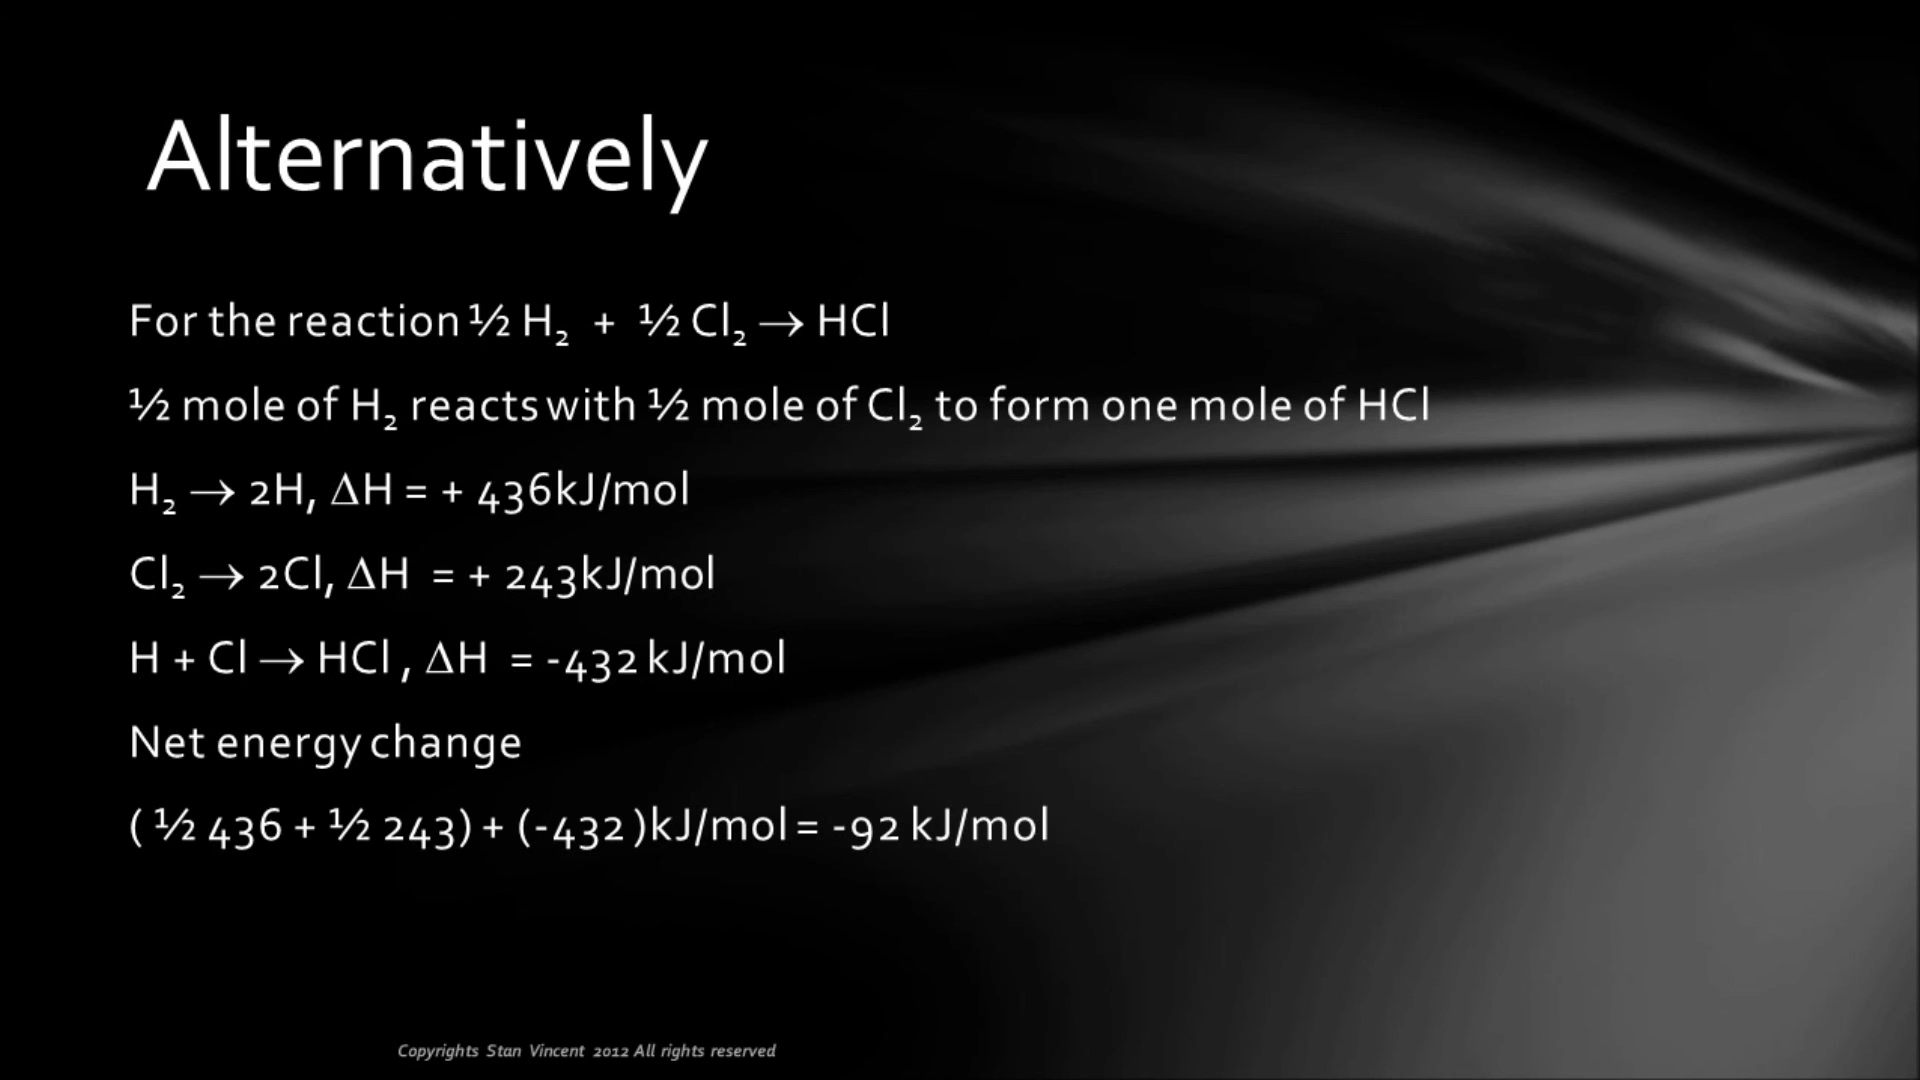 Alternatively
For the reaction ½ H₂ + ½ Cl₂ → HCl
½ mole of H₂ reacts with ½ mole of Cl₂ to form one mole of HCl
H₂ → 2H, ΔH = + 436kJ/mol
Cl₂ → 2Cl, ΔH = + 243kJ/mol
H + Cl → HCl , ΔH = -432 kJ/mol
Net energy change
( ½ 436 + ½ 243) + (-432 )kJ/mol = -92 kJ/mol
Copyrights Stan Vincent 2012 All rights reserved